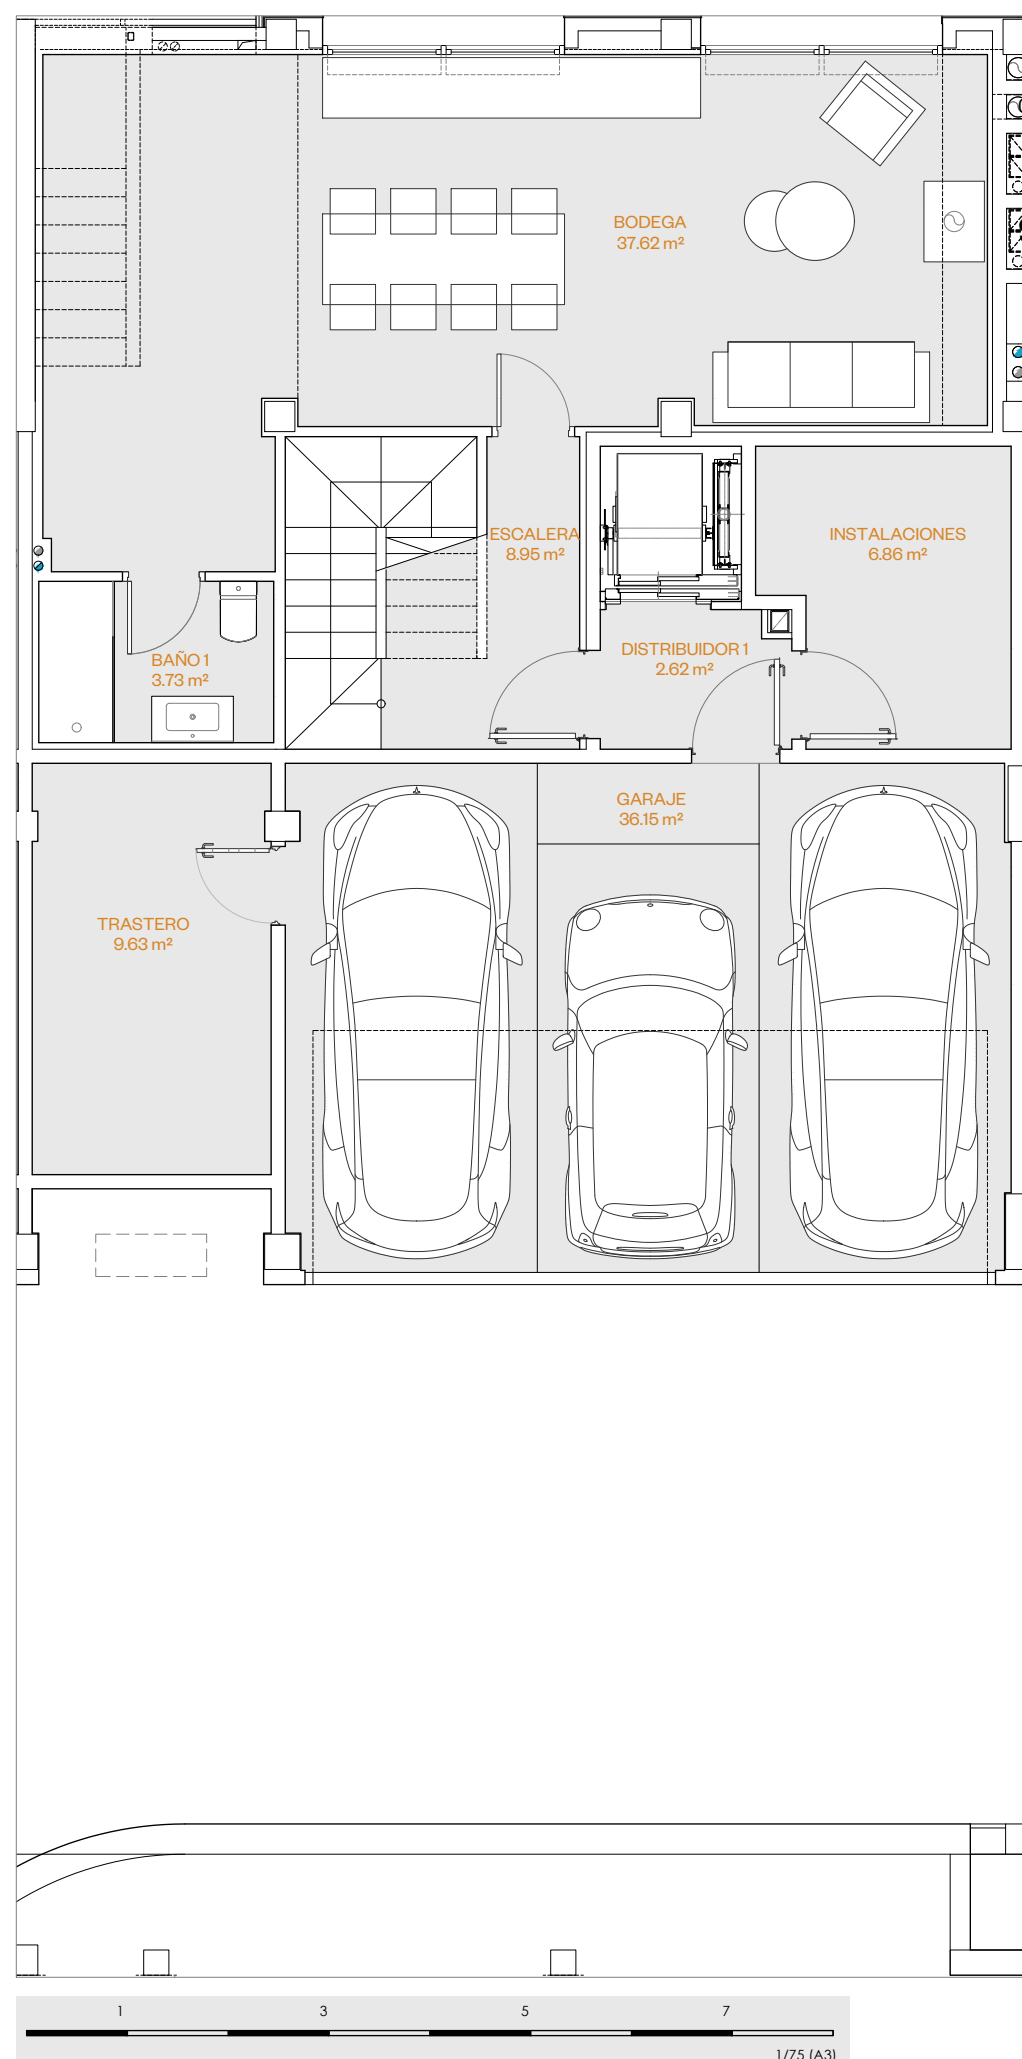 BODEGA
37.62 m²
ESCALERA
8.95 m²
INSTALACIONES
6.86 m²
DISTRIBUIDOR 1
2.62 m²
BAÑO 1
3.73 m²
GARAJE
36.15 m²
TRASTERO
9.63 m²
1 3 5 7
1/75 (A3)